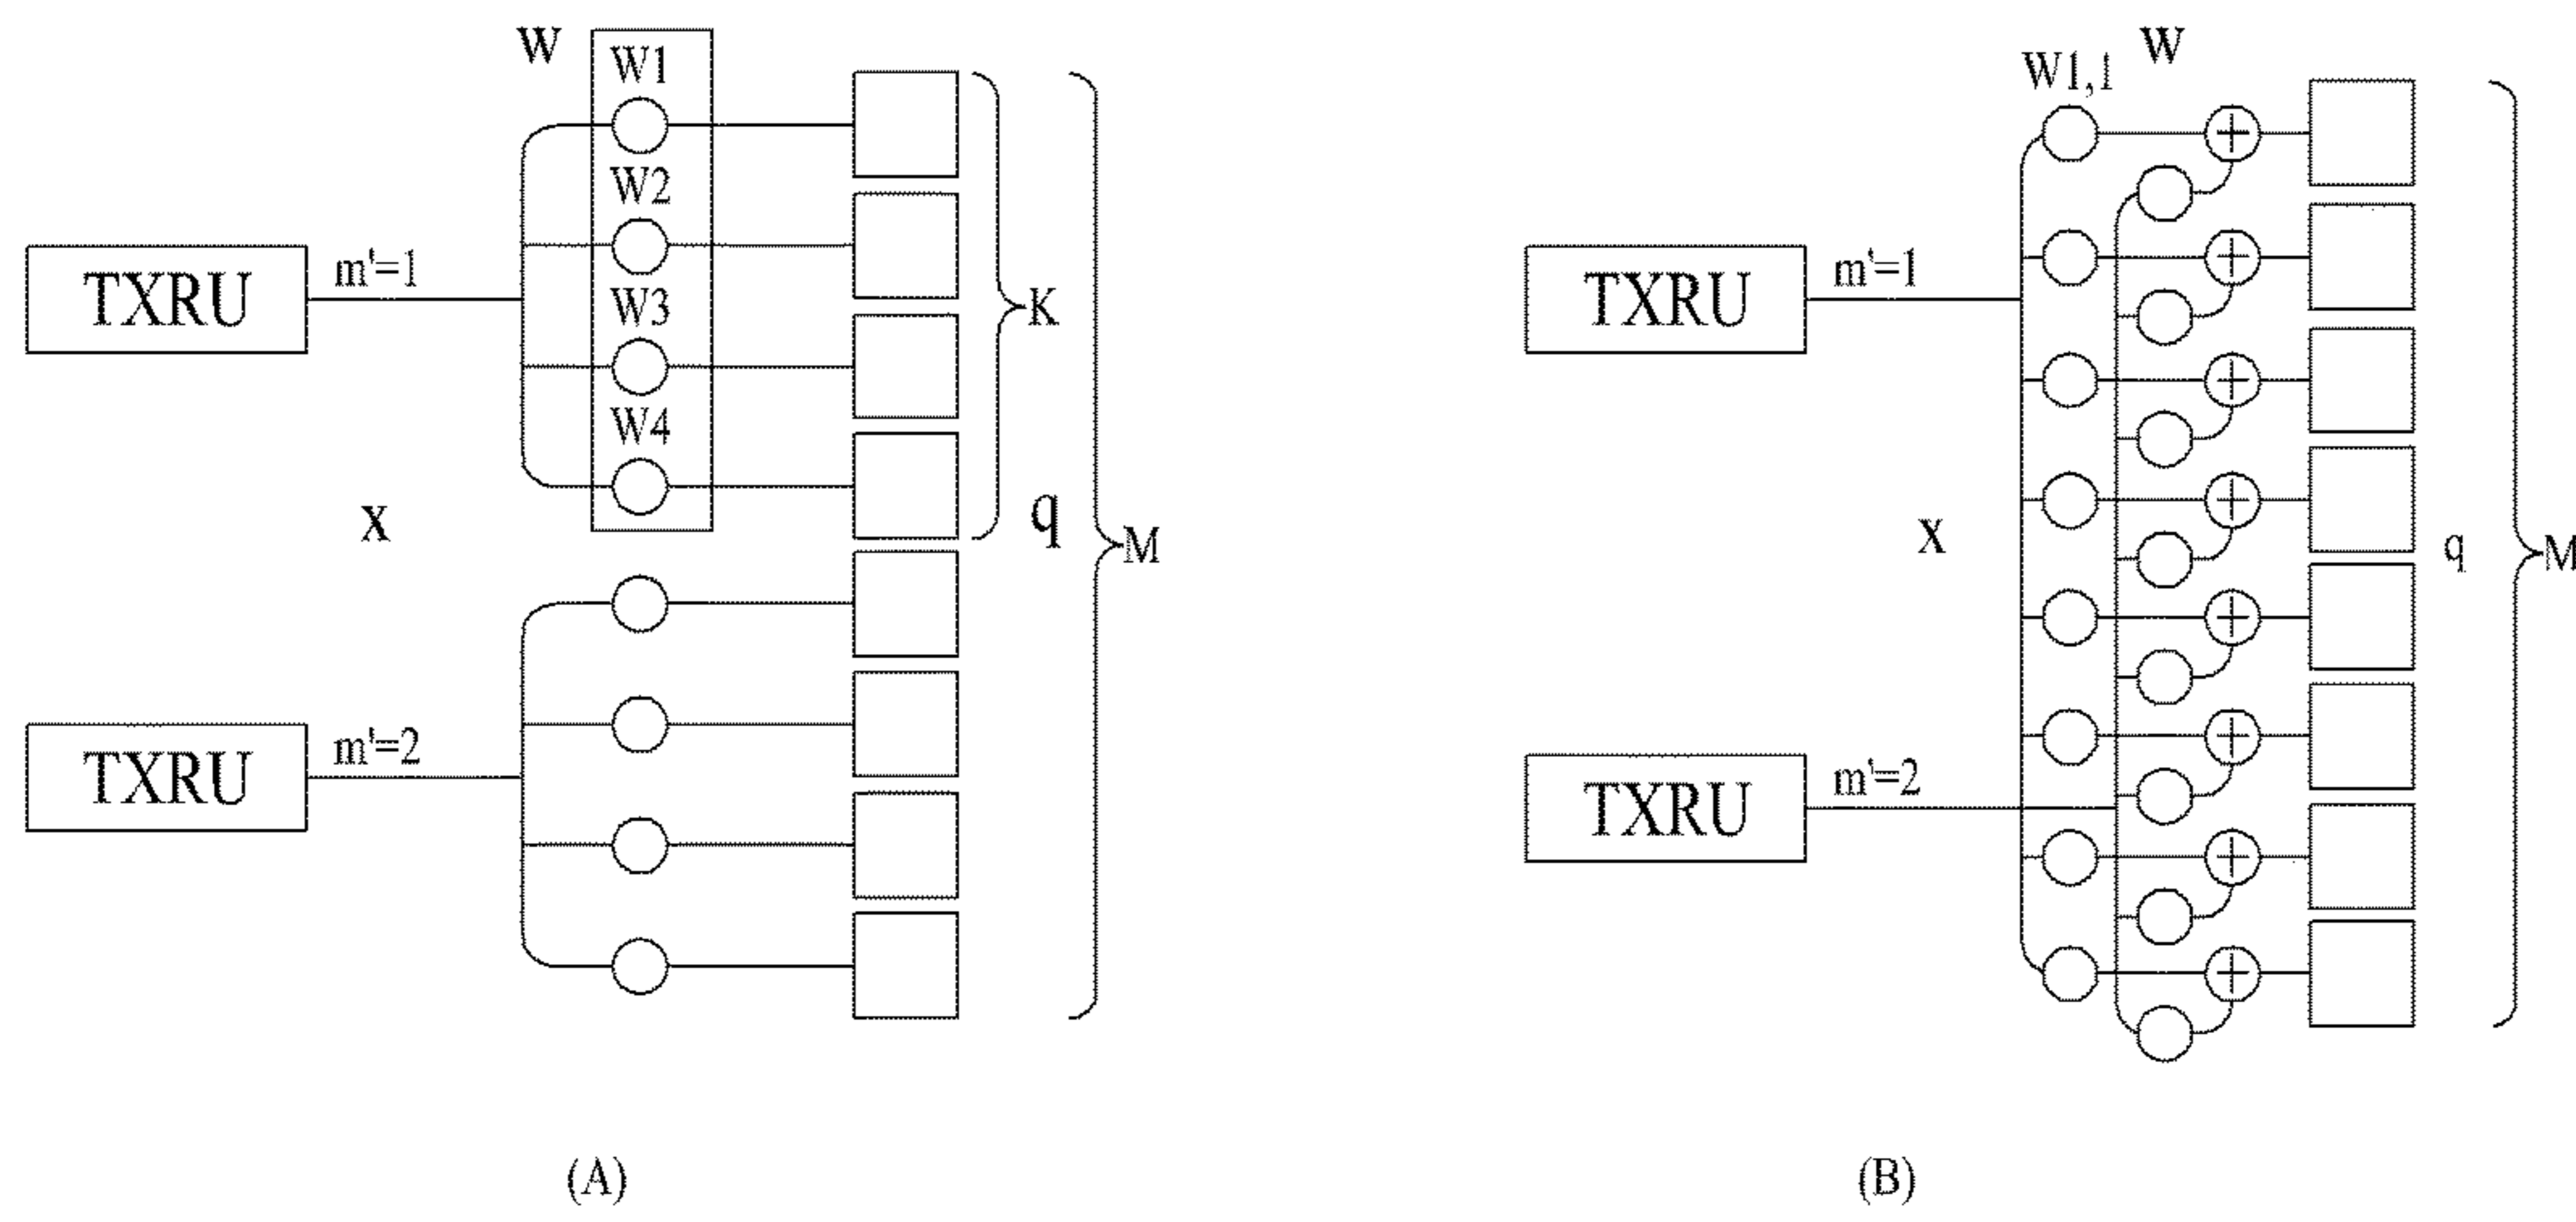 W
W1
W2
TXRU
m'=1
W3
K
W4
x
q
M
TXRU
m'=2
(A)
W1,1
W
+
+
TXRU
m'=1
+
+
x
q
M
+
+
TXRU
m'=2
+
+
(B)